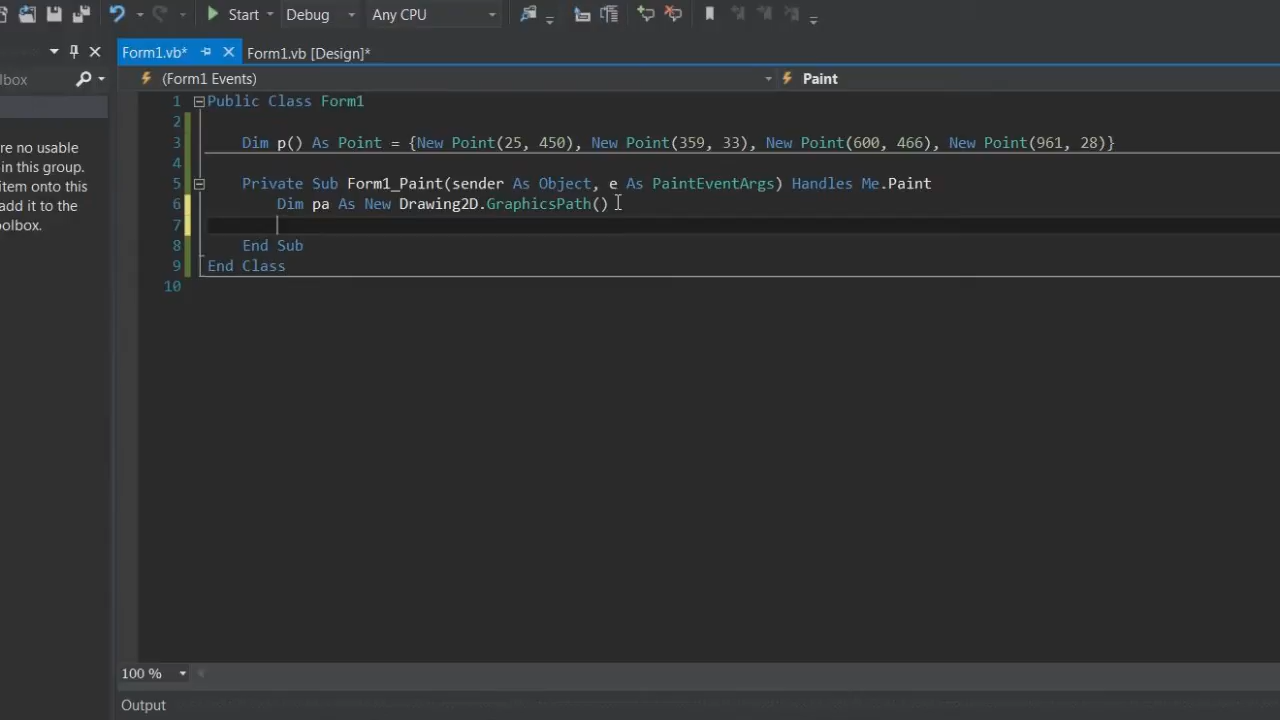 Start Debug Any CPU
Form1.vb* Form1.vb [Design]*
lbox (Form1 Events) Paint
1 Public Class Form1
2
3 Dim p() As Point = {New Point(25, 450), New Point(359, 33), New Point(600, 466), New Point(961, 28)}
4
5 Private Sub Form1_Paint(sender As Object, e As PaintEventArgs) Handles Me.Paint
6 Dim pa As New Drawing2D.GraphicsPath()
7
8 End Sub
9 End Class
10
re no usable
in this group.
item onto this
add it to the
oolbox.
100 %
Output